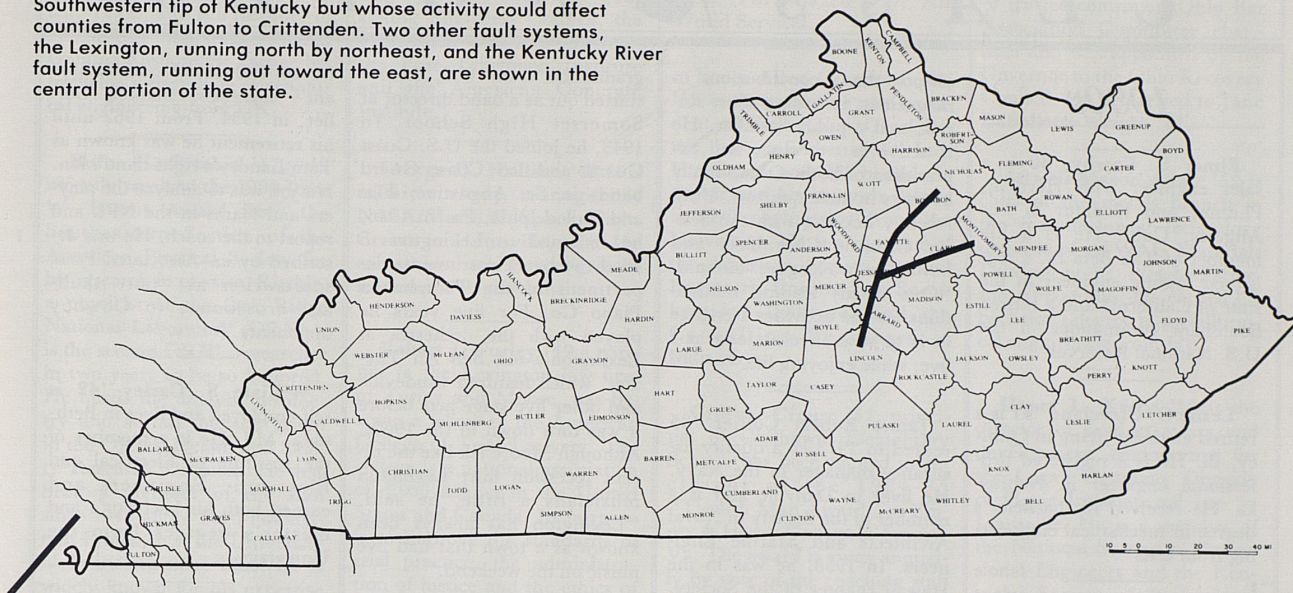 Southwestern tip of Kentucky but whose activity could affect
counties from Fulton to Crittenden. Two other fault systems,
the Lexington, running north by northeast, and the Kentucky River
fault system, running out toward the east, are shown in the
central portion of the state.
BOONE
KENTON
CAMPBELL
GALLATIN
PENDLETON
BRACKEN
TRIMBLE
CARROLL
GRANT
MASON
OWEN
ROBERT-
SON
LEWIS
GREENUP
HENRY
HARRISON
BOYD
OLDHAM
FLEMING
CARTER
NICHOLAS
SCOTT
SHELBY
FRANKLIN
ROWAN
JEFFERSON
BOURBON
BATH
ELLIOTT
LAWRENCE
WOODFORD
MONTGOMERY
SPENCER
ANDERSON
FAYETTE
CLARK
MENIFEE
MORGAN
BULLITT
JOHNSON
MEADE
JESSA
POWELL
MARTIN
HANCOCK
NELSON
MERCER
WOLFE
MAGOFFIN
HENDERSON
BRECKINRIDGE
WASHINGTON
MADISON
ESTILL
DAVIESS
HARDIN
GARRARD
LEE
FLOYD
UNION
BOYLE
PIKE
BREATHITT
MARION
LARUE
WEBSTER
McLEAN
OHIO
GRAYSON
LINCOLN
JACKSON
OWSLEY
KNOTT
ROCKCASTLE
PERRY
CRITTENDEN
TAYLOR
CASEY
HART
LIVINGSTON
HOPKINS
GREEN
CLAY
LETCHER
CALDWELL
MUHLENBERG
BUTLER
EDMONSON
LESLIE
PULASKI
LAUREL
ADAIR
BALLARD
McCRACKEN
LYON
BARREN
METCALFE
RUSSELL
KNOX
CHRISTIAN
WARREN
HARLAN
CARLISLE
MARSHALL
TODD
LOGAN
CUMBERLAND
WAYNE
WHITLEY
BELL
TRIGG
HICKMAN
GRAVES
SIMPSON
ALLEN
MONROE
CLINTON
McCREARY
CALLOWAY
FULTON
10 5 0 10 20 30 40 MI